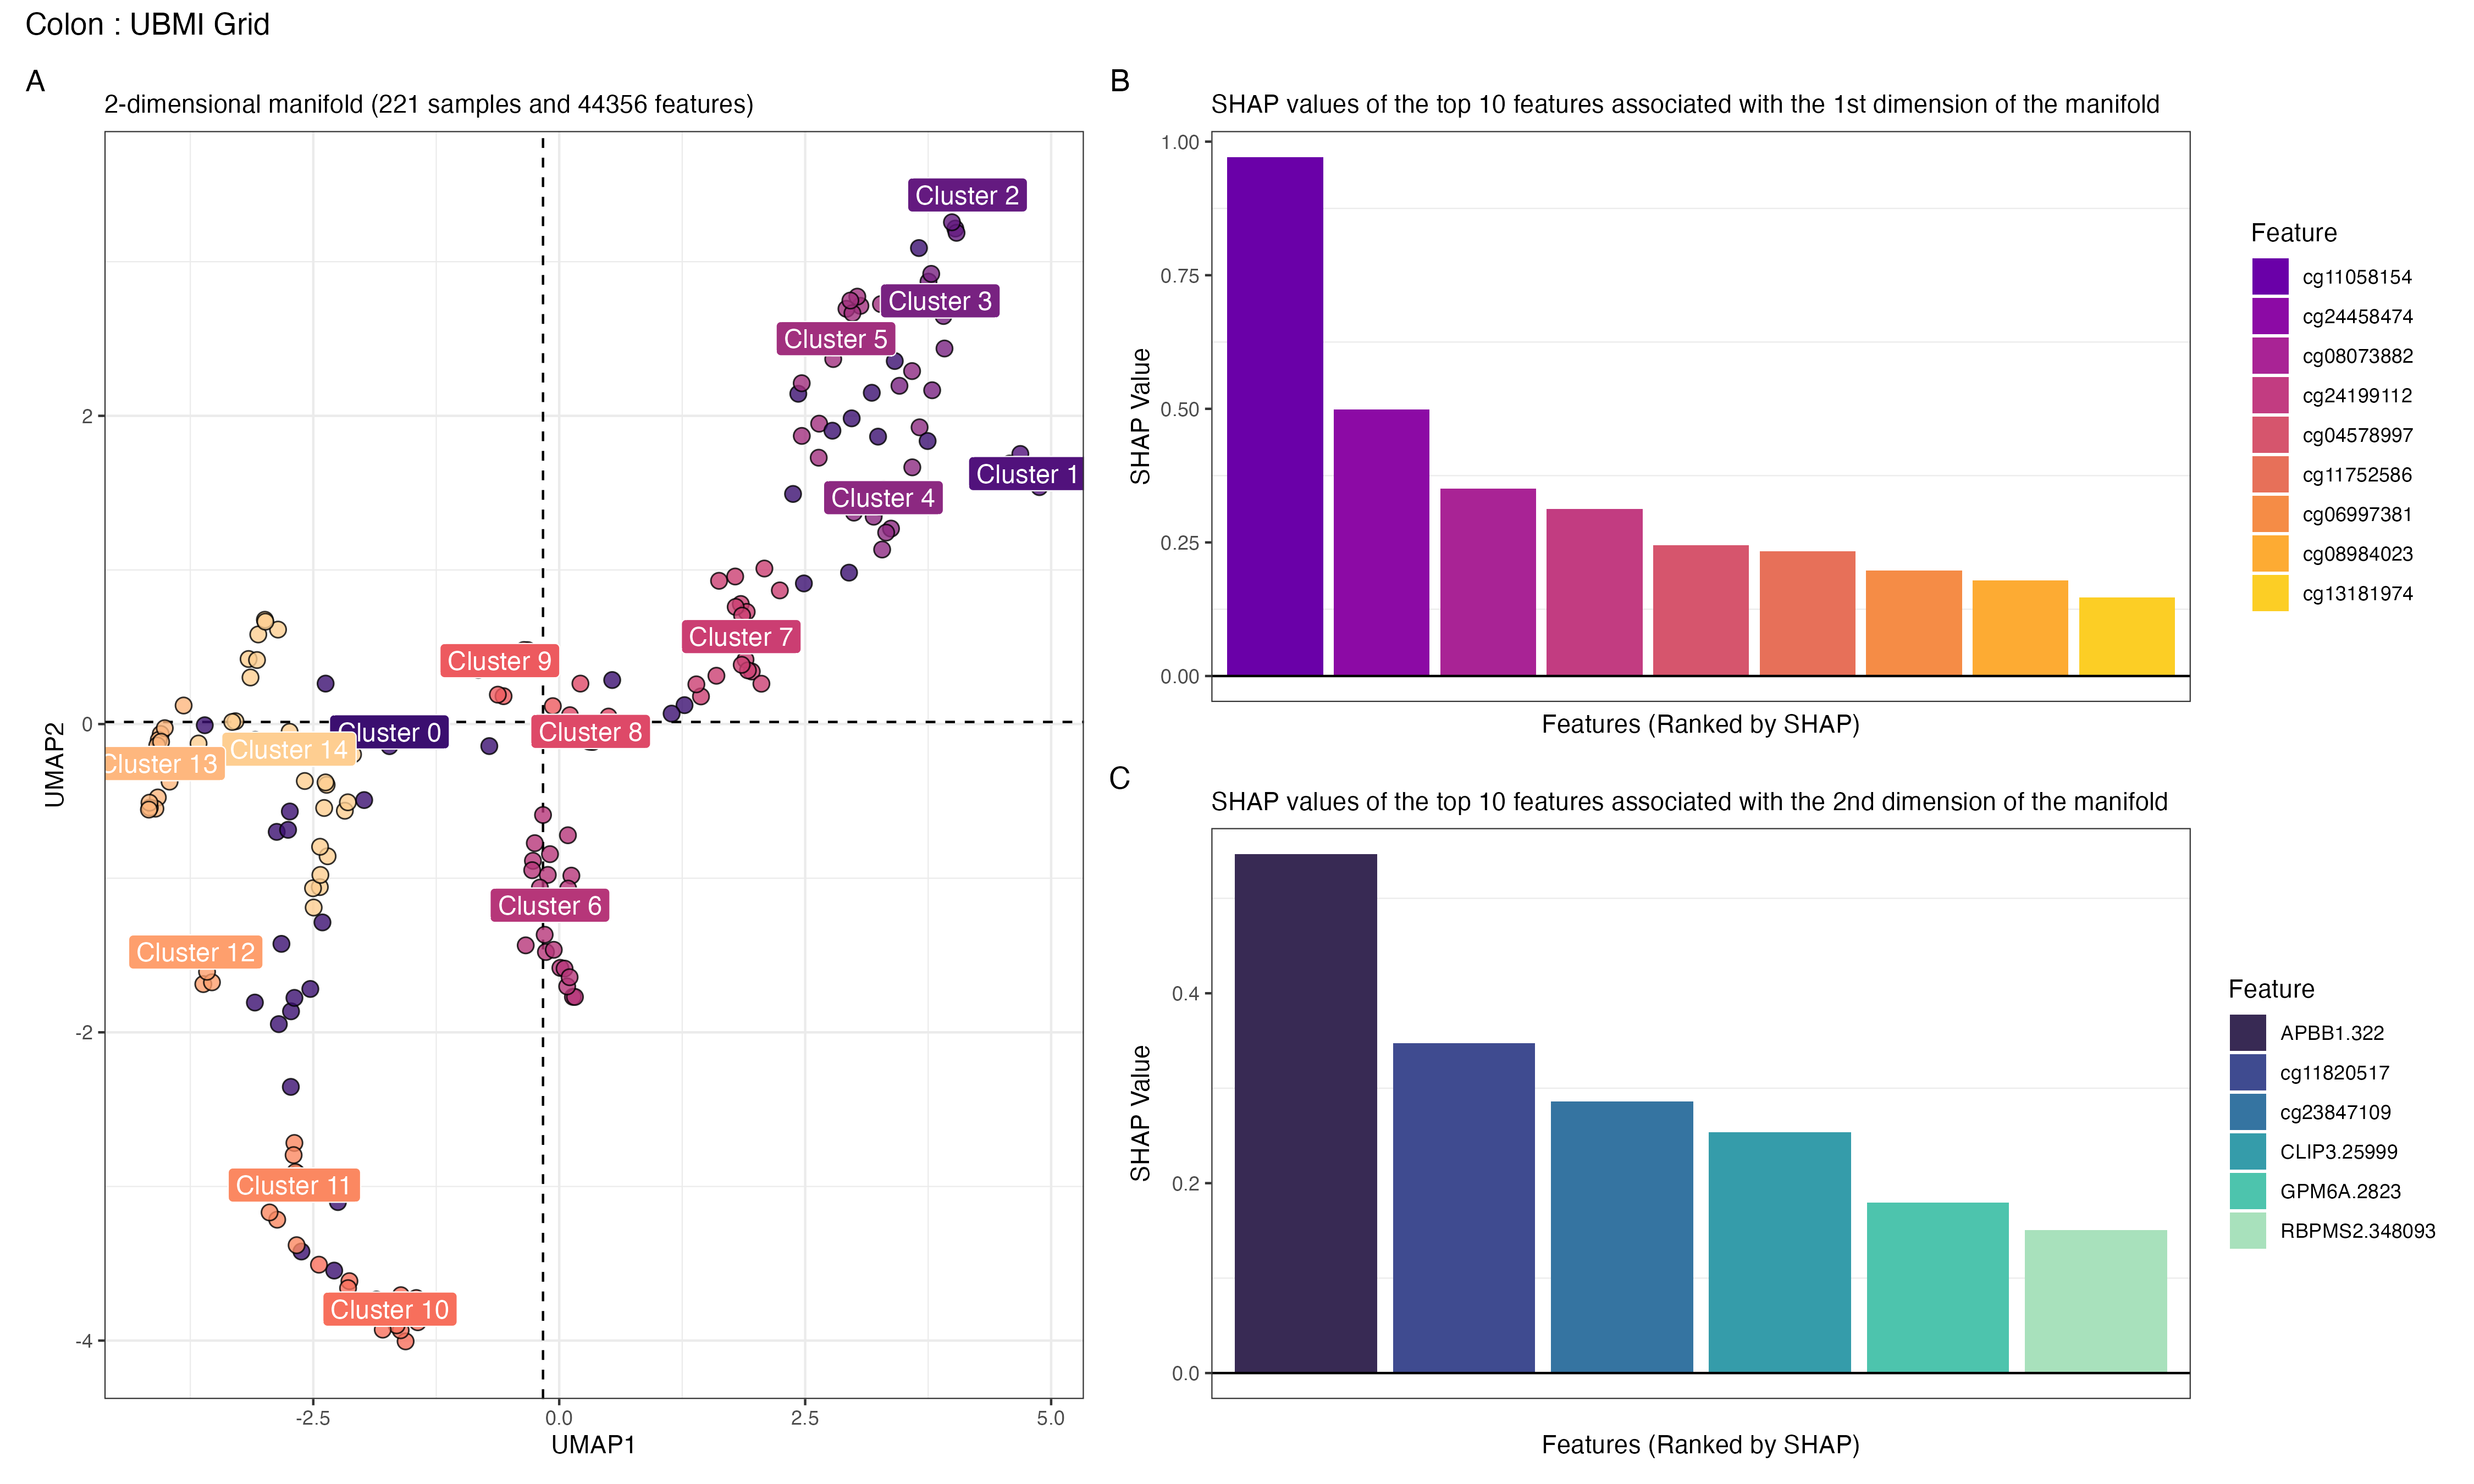 Colon : UBMI Grid
A
2-dimensional manifold (221 samples and 44356 features)
Cluster 2
Cluster 3
Cluster 5
Cluster 1
Cluster 4
Cluster 7
Cluster 9
Cluster 0
Cluster 8
Cluster 14
Cluster 13
Cluster 6
Cluster 12
Cluster 11
Cluster 10
2
0
-2
-4
UMAP2
-2.5
0.0
2.5
5.0
UMAP1
B
SHAP values of the top 10 features associated with the 1st dimension of the manifold
1.00
0.75
0.50
0.25
0.00
SHAP Value
Features (Ranked by SHAP)
Feature
cg11058154
cg24458474
cg08073882
cg24199112
cg04578997
cg11752586
cg06997381
cg08984023
cg13181974
C
SHAP values of the top 10 features associated with the 2nd dimension of the manifold
0.4
0.2
0.0
SHAP Value
Features (Ranked by SHAP)
Feature
APBB1.322
cg11820517
cg23847109
CLIP3.25999
GPM6A.2823
RBPMS2.348093